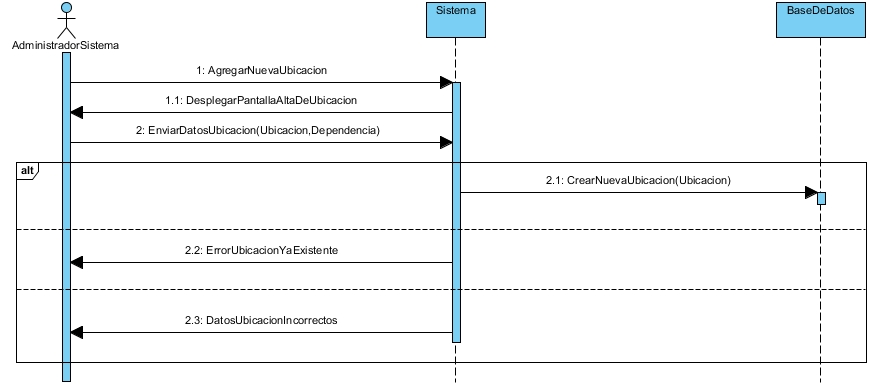 Sistema
BaseDeDatos
AdministradorSistema
1: AgregarNuevaUbicacion
1.1: DesplegarPantallaAltaDeUbicacion
2: EnviarDatosUbicacion(Ubicacion,Dependencia)
alt
2.1: CrearNuevaUbicacion(Ubicacion)
2.2: ErrorUbicacionYaExistente
2.3: DatosUbicacionIncorrectos